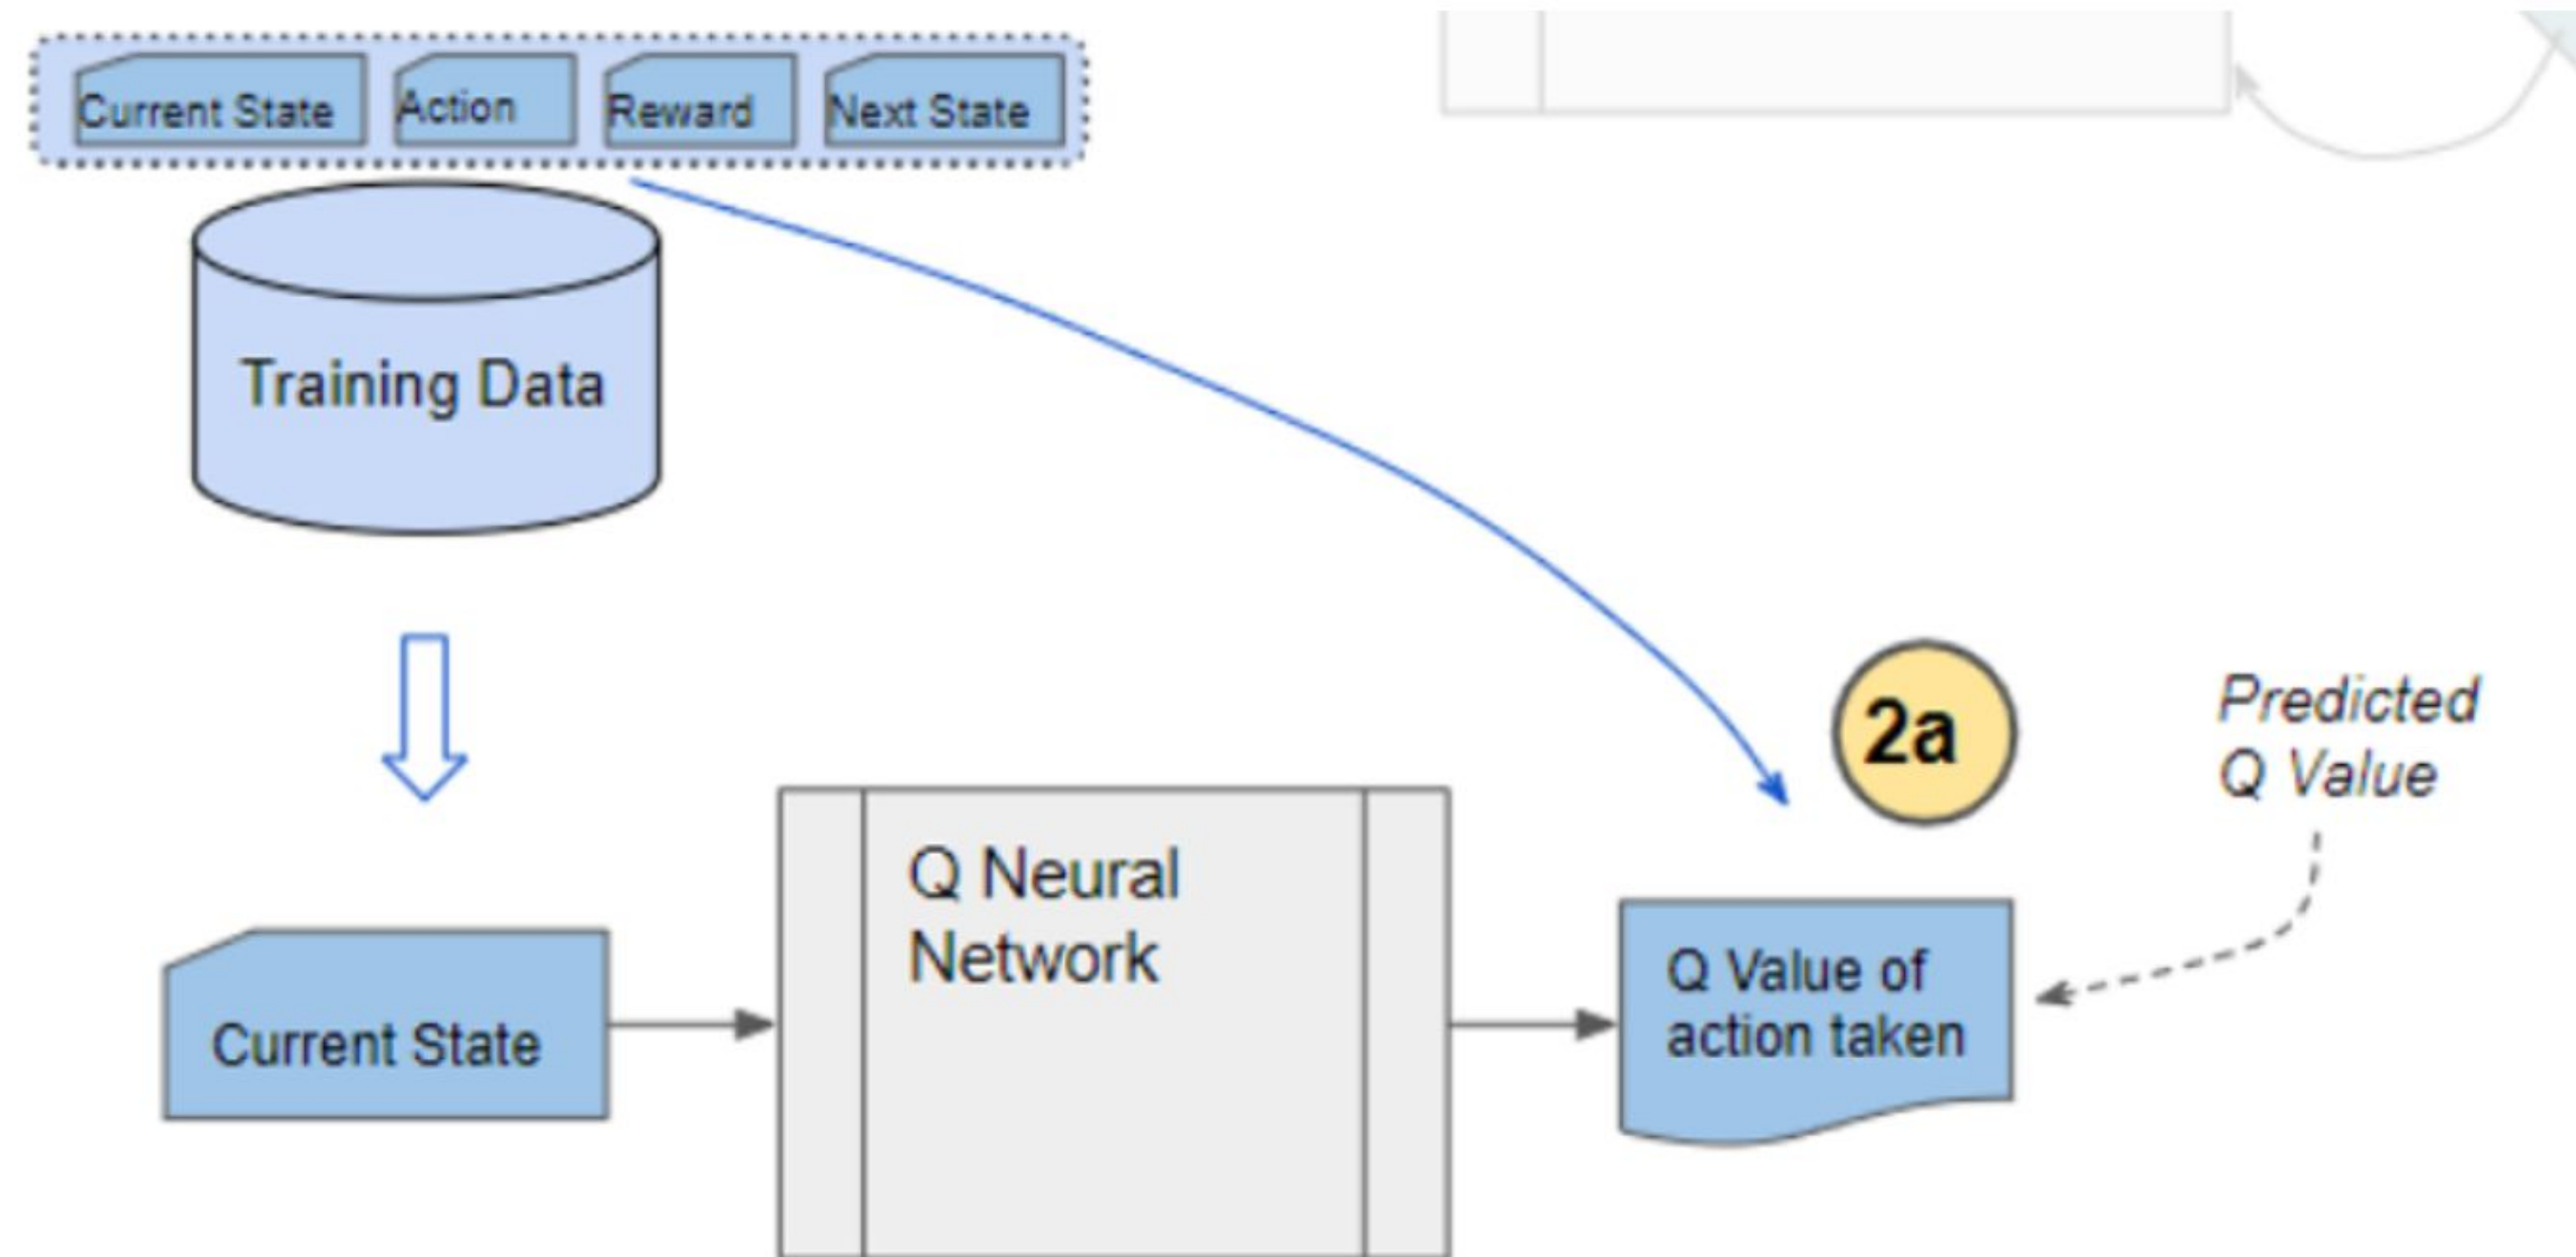 Current State
Action
Reward
Next State
Training Data
2a
Predicted
Q Value
Q Neural
Network
Current State
Q Value of
action taken